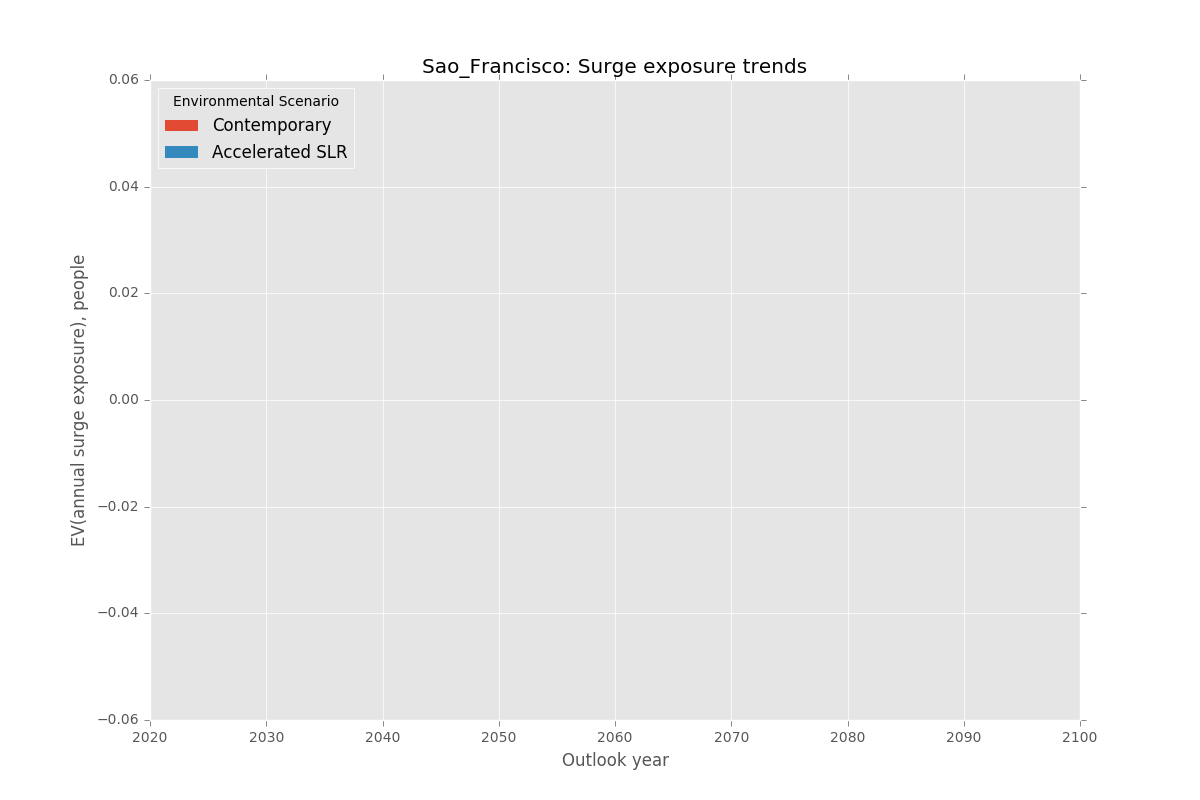 Sao_Francisco: Surge exposure trends
Environmental Scenario
Contemporary
Accelerated SLR
EV(annual surge exposure), people
0.06
0.04
0.02
0.00
−0.02
−0.04
−0.06
2020 2030 2040 2050 2060 2070 2080 2090 2100
Outlook year